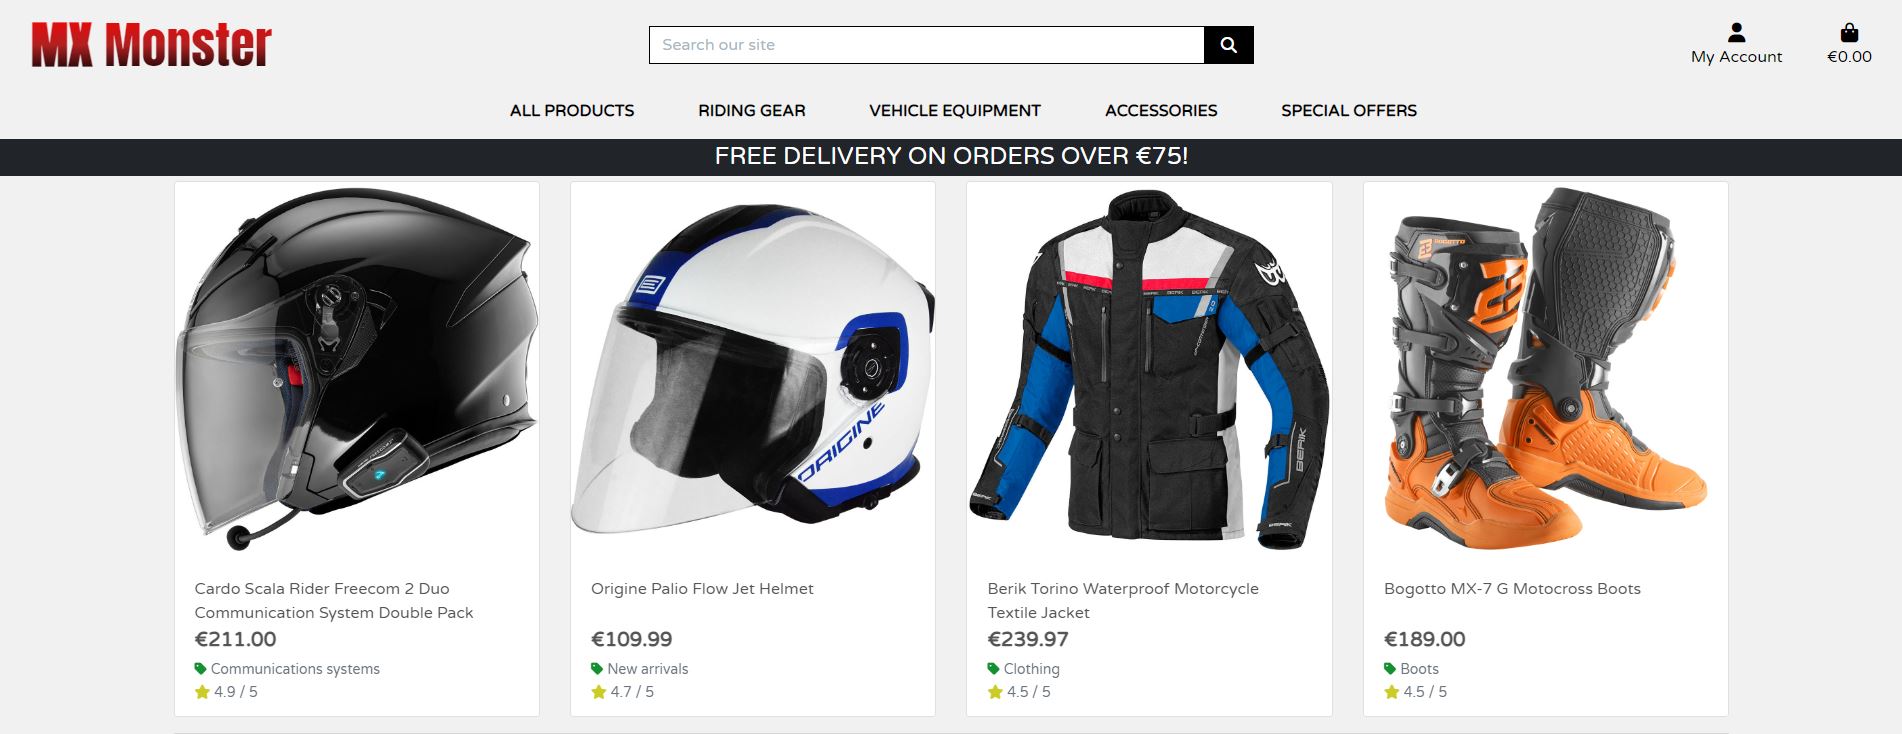 MX Monster
Search our site
My Account
€0.00
ALL PRODUCTS RIDING GEAR VEHICLE EQUIPMENT ACCESSORIES SPECIAL OFFERS
FREE DELIVERY ON ORDERS OVER €75!
ORIGINE
BERIK
BERIK
BERIK
BERIK
BOGOTTO
Cardo Scala Rider Freecom 2 Duo
Communication System Double Pack
€211.00
Communications systems
4.9 / 5
Origine Palio Flow Jet Helmet
€109.99
New arrivals
4.7 / 5
Berik Torino Waterproof Motorcycle
Textile Jacket
€239.97
Clothing
4.5 / 5
Bogotto MX-7 G Motocross Boots
€189.00
Boots
4.5 / 5